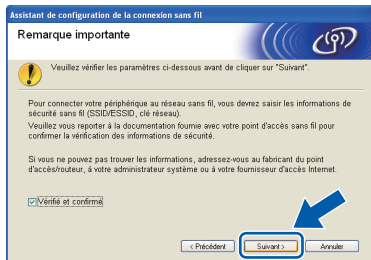 Assistant de configuration de la connexion sans fil
Remarque importante
Veuillez vérifier les paramètres ci-dessous avant de cliquer sur "Suivant".
Pour connecter votre périphérique au réseau sans fil, vous devrez saisir les informations de
sécurité sans fil (SSID/ESSID, clé réseau).
Veuillez vous reporter à la documentation fournie avec votre point d'accès sans fil pour
confirmer la vérification des informations de sécurité.
Si vous ne pouvez pas trouver les informations, adressez-vous au fabricant du point
d'accès/routeur, à votre administrateur système ou à votre fournisseur d'accès Internet.
Vérifié et confirmé
< Précédent
Suivant >
Annuler